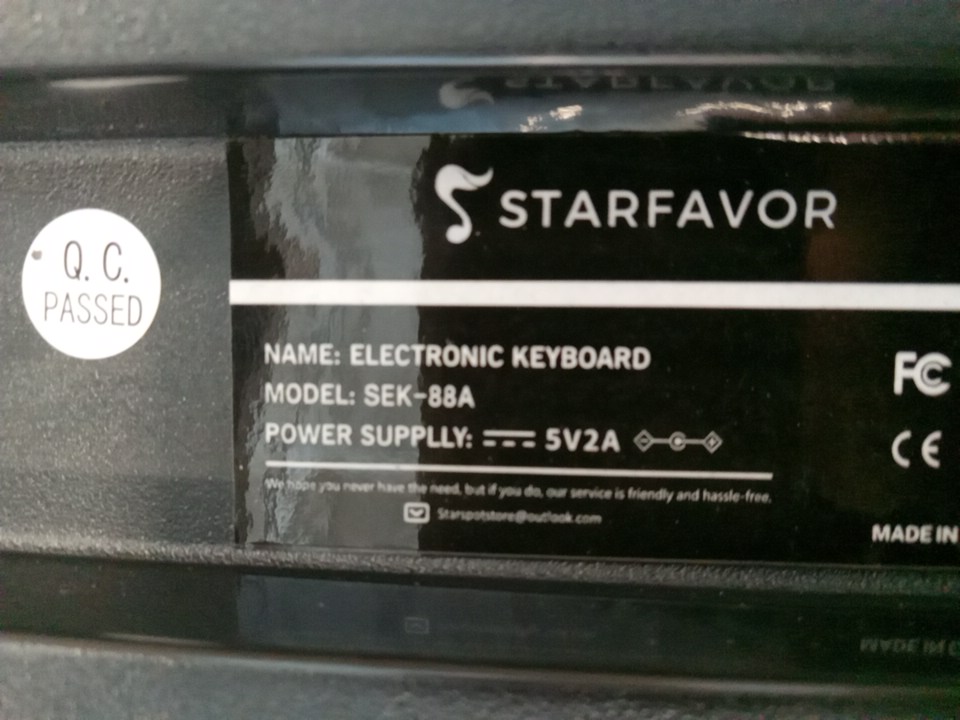 Q. C.
PASSED
STARFAVOR
NAME: ELECTRONIC KEYBOARD
MODEL: SEK-88A
POWER SUPPLLY: 5V2A
We hope you never have the need, but if you do, our service is friendly and hassle-free.
Starspotstore@outlook.com
FC
CE
MADE IN